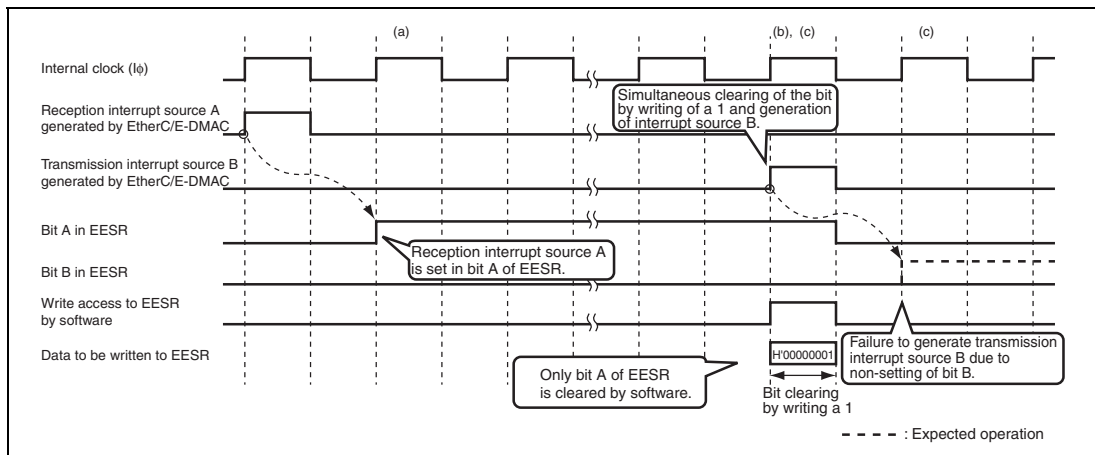 (a)
(b), (c)
(c)
Internal clock (Iϕ)
Simultaneous clearing of the bit
by writing of a 1 and generation
of interrupt source B.
Reception interrupt source A
generated by EtherC/E-DMAC
Transmission interrupt source B
generated by EtherC/E-DMAC
Bit A in EESR
Reception interrupt source A
is set in bit A of EESR.
Bit B in EESR
Write access to EESR
by software
Failure to generate transmission
interrupt source B due to
non-setting of bit B.
Data to be written to EESR
H'00000001
Only bit A of EESR
is cleared by software.
Bit clearing
by writing a 1
: Expected operation